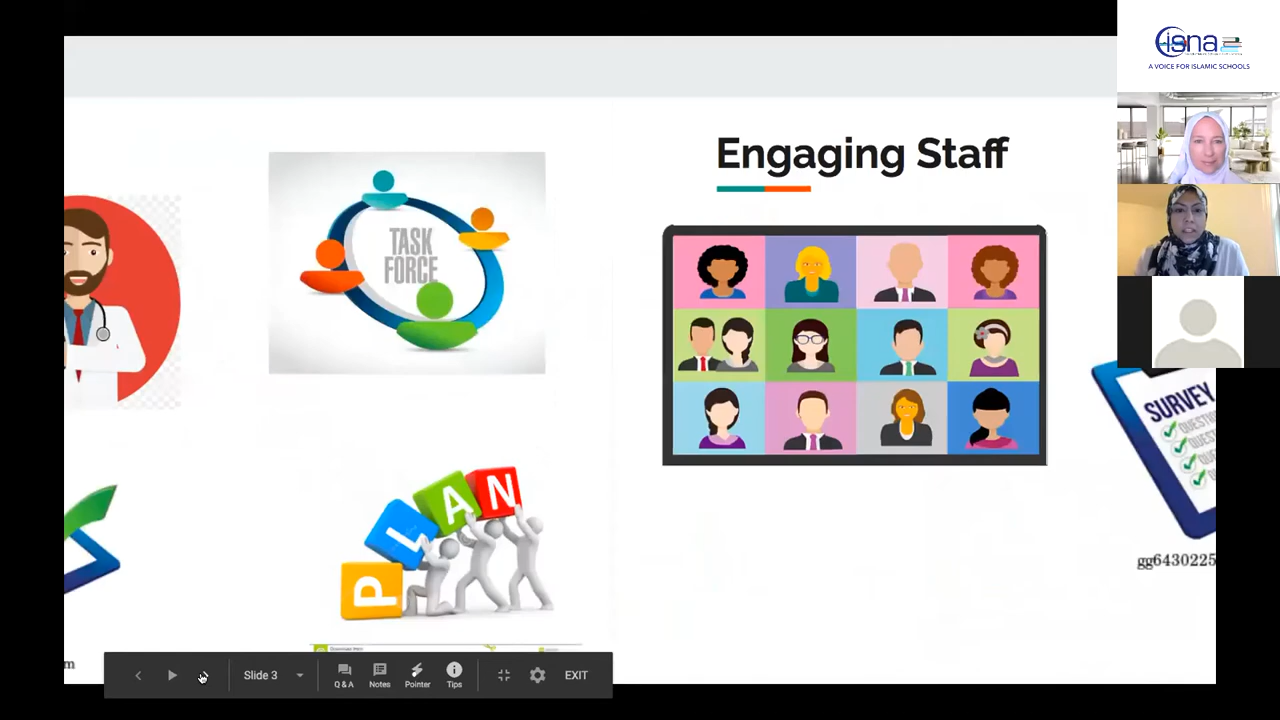 cisna
A VOICE FOR ISLAMIC SCHOOLS
Engaging Staff
TASK
FORCE
SURVEY
PLAN
gg6430225
m
Slide 3
Q & A
Notes
Pointer
Tips
EXIT